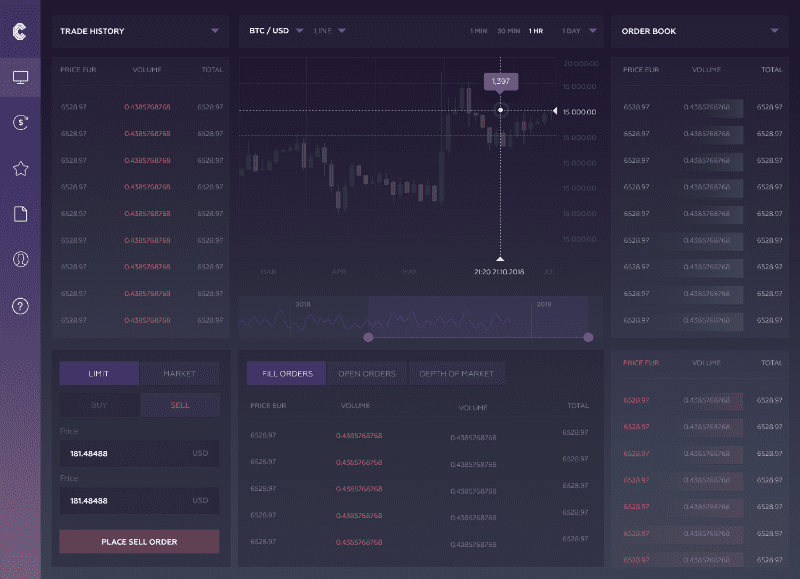 TRADE HISTORY
PRICE EUR VOLUME TOTAL
6528.97 0.4385768768 6528.97
6528.97 0.4385768768 6528.97
6528.97 0.4385768768 6528.97
6528.97 0.4385768768 6528.97
6528.97 0.4385768768 6528.97
6528.97 0.4385768768 6528.97
6528.97 0.4385768768 6528.97
6528.97 0.4385768768 6528.97
6528.97 0.4385768768 6528.97
BTC / USD LINE 1 MIN 30 MIN 1 HR 1 DAY
20 000.00
15 000.00
1,397
15 000.00
16 000.00
15 000.00
15 000.00
15 000.00
15 000.00
MAR APR MAY 21:20 21.10.2018 JUL
2018 2019
ORDER BOOK
PRICE EUR VOLUME TOTAL
6528.97 0.4385768768 6528.97
6528.97 0.4385768768 6528.97
6528.97 0.4385768768 6528.97
6528.97 0.4385768768 6528.97
6528.97 0.4385768768 6528.97
6528.97 0.4385768768 6528.97
6528.97 0.4385768768 6528.97
6528.97 0.4385768768 6528.97
6528.97 0.4385768768 6528.97
LIMIT MARKET
BUY SELL
Price
181.48488 USD
Price
181.48488 USD
PLACE SELL ORDER
FILL ORDERS OPEN ORDERS DEPTH OF MARKET
PRICE EUR VOLUME VOLUME TOTAL
6528.97 0.4385768768 0.4385768768 6528.97
6528.97 0.4385768768 0.4385768768 6528.97
6528.97 0.4385768768 0.4385768768 6528.97
6528.97 0.4385768768 0.4385768768 6528.97
6528.97 0.4385768768 0.4385768768 6528.97
PRICE EUR VOLUME TOTAL
6528.97 0.4385768768 6528.97
6528.97 0.4385768768 6528.97
6528.97 0.4385768768 6528.97
6528.97 0.4385768768 6528.97
6528.97 0.4385768768 6528.97
6528.97 0.4385768768 6528.97
6528.97 0.4385768768 6528.97